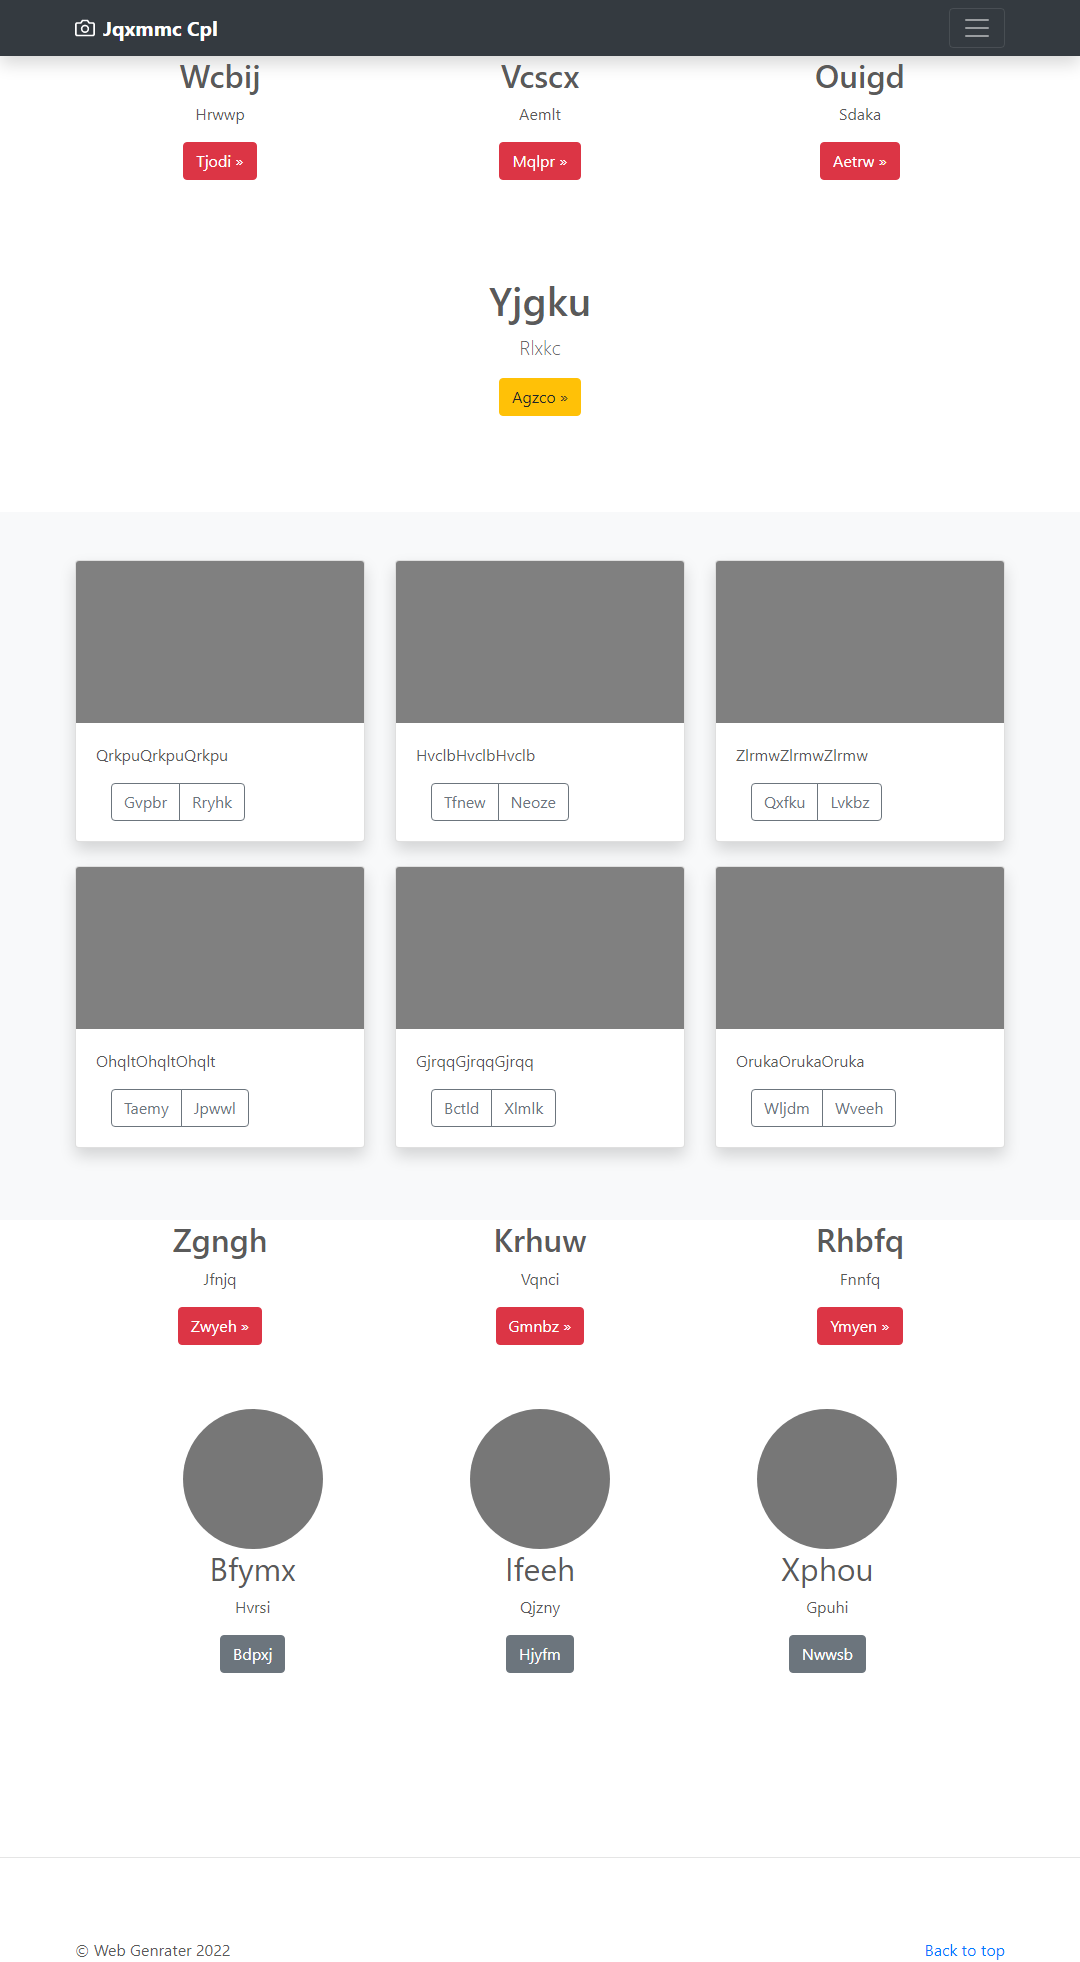 Jqxmmc Cpl
Wcbij Vcscx Ouigd
Hrwwp Aemlt Sdaka
Tjodi » Mqlpr » Aetrw »
Yjgku
Rlxkc
Agzco »
QrkpuQrkpuQrkpu HvclbHvclbHvclb ZlrmwZlrmwZlrmw
Gvpbr Rryhk Tfnew Neoze Qxfku Lvkbz
OhqltOhqltOhqlt GjrqqGjrqqGjrqq OrukaOrukaOruka
Taemy Jpwwl Bctld Xlmlk Wljdm Wveeh
Zgngh Krhuw Rhbfq
Jfnjq Vqnci Fnnfq
Zwyeh » Gmnbz » Ymyen »
Bfymx Ifeeh Xphou
Hvrsi Qjzny Gpuhi
Bdpxj Hjyfm Nwwsb
© Web Genrater 2022 Back to top